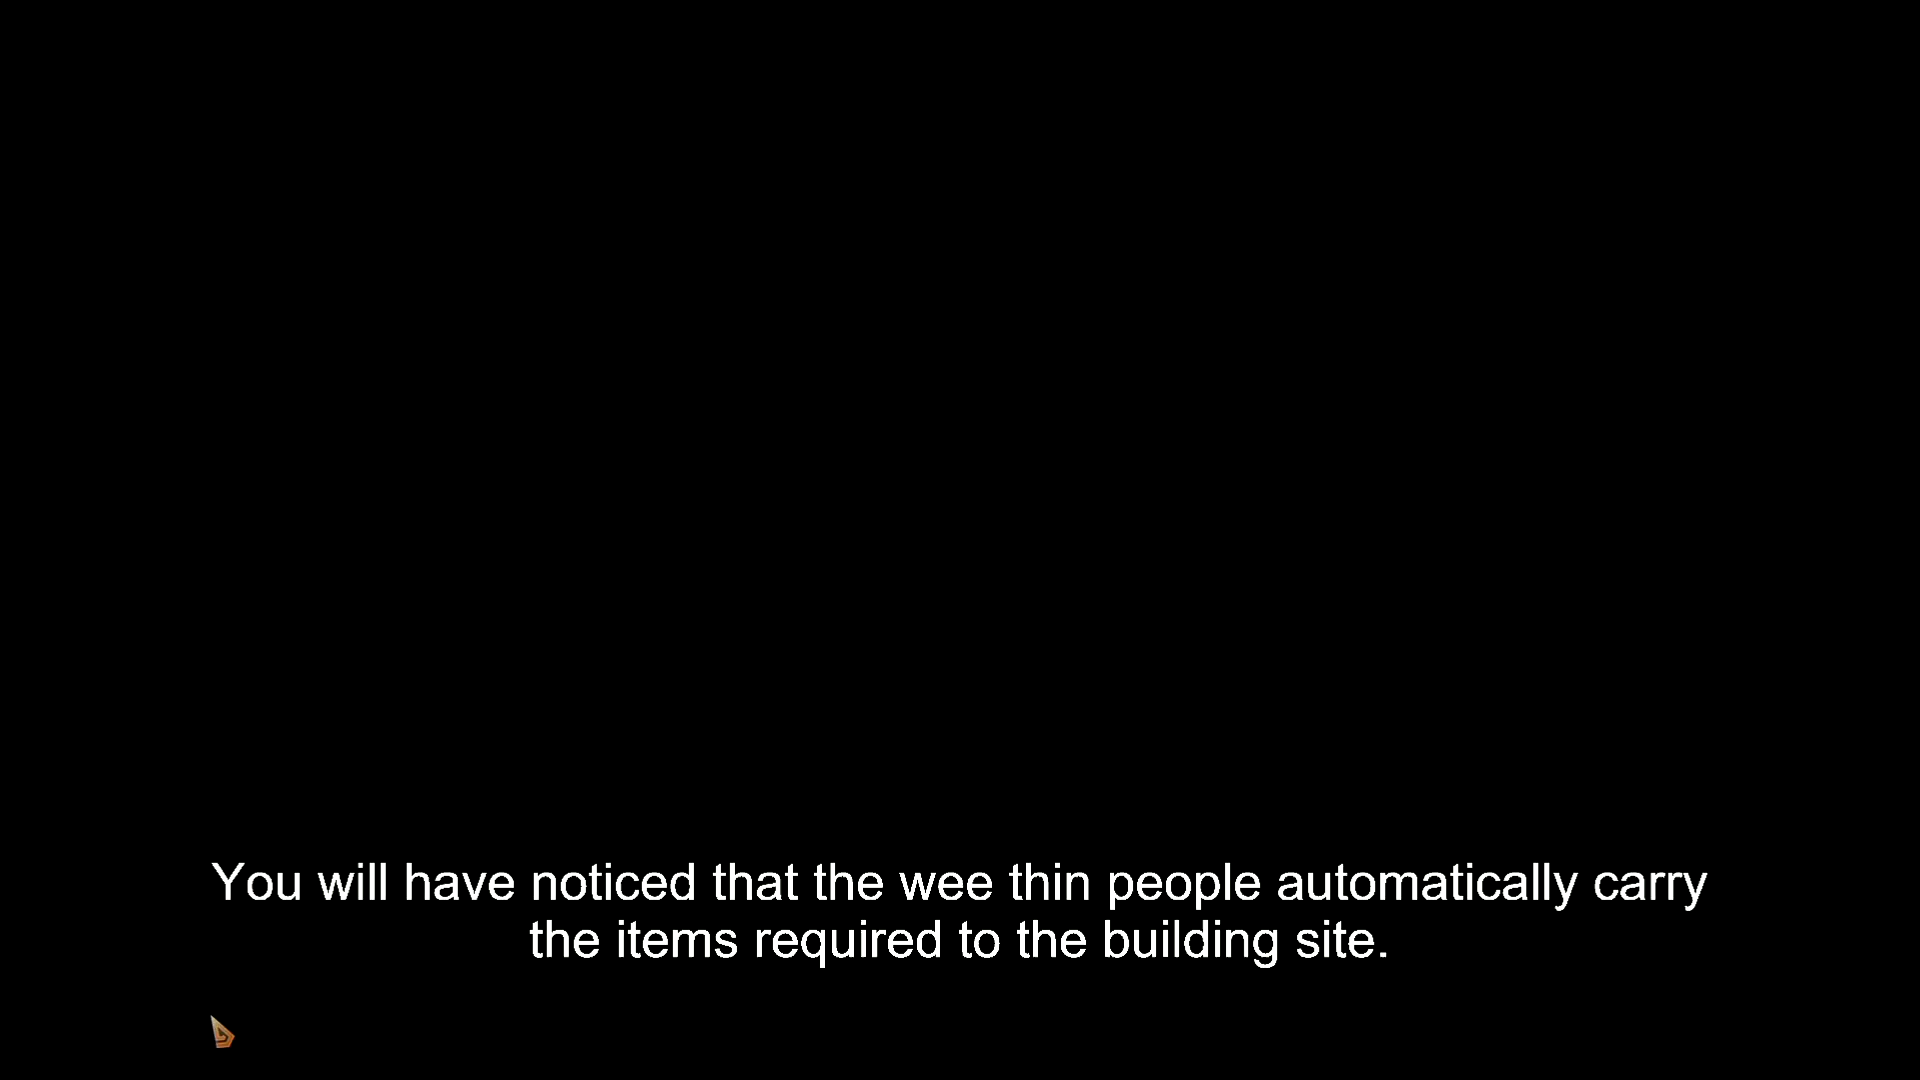 You will have noticed that the wee thin people automatically carry
the items required to the building site.